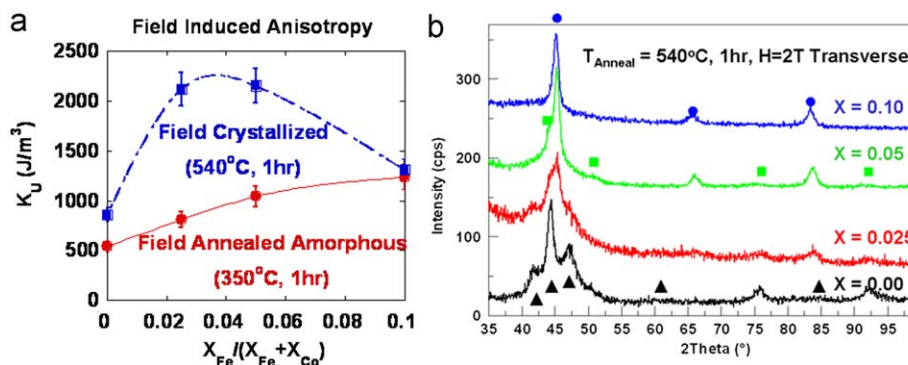 a
Field Induced Anisotropy
2500
2000
1500
1000
500
0
K_U (J/m³)
Field Crystallized
(540°C, 1hr)
Field Annealed Amorphous
(350°C, 1hr)
0 0.02 0.04 0.06 0.08 0.1
X_Fe/(X_Fe+X_Co)
b
T_Anneal = 540°C, 1hr, H=2T Transverse
300
200
100
0
Intensity (cps)
X = 0.10
X = 0.05
X = 0.025
X = 0.00
35 40 45 50 55 60 65 70 75 80 85 90 95
2Theta (°)